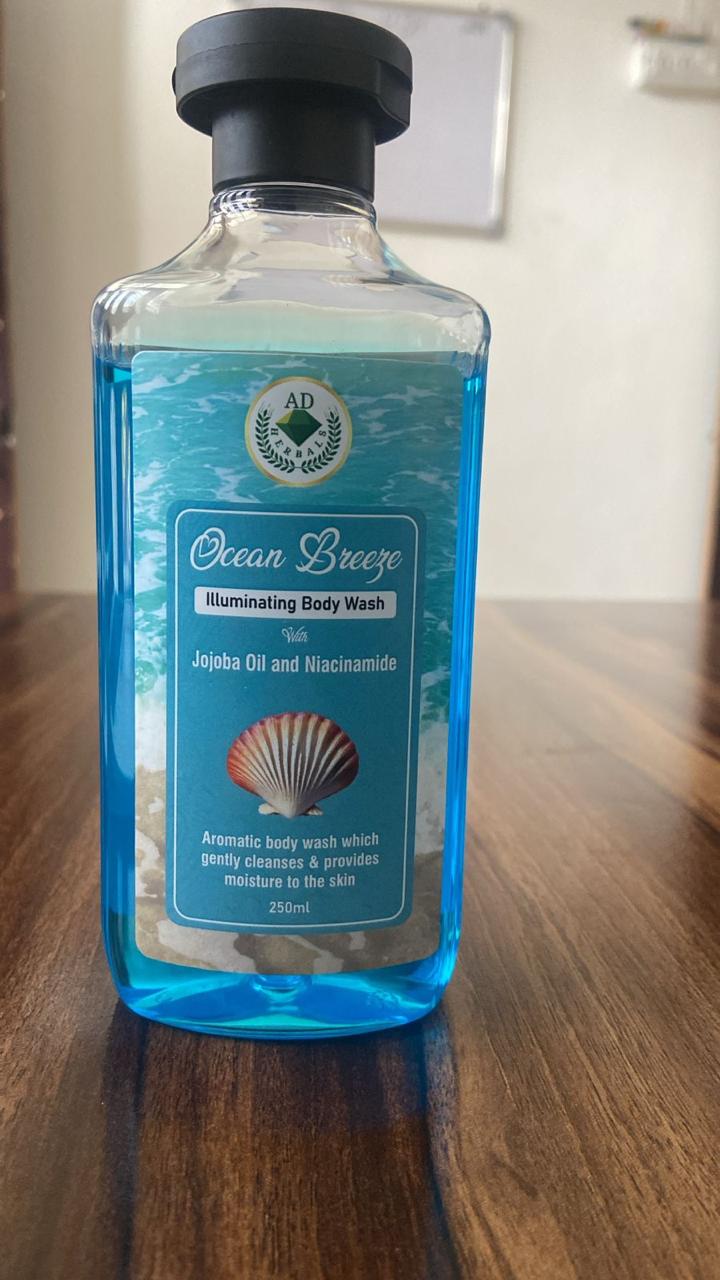 AD
HERBALS
Ocean Breeze
Illuminating Body Wash
With
Jojoba Oil and Niacinamide
Aromatic body wash which
gently cleanses & provides
moisture to the skin
250ml